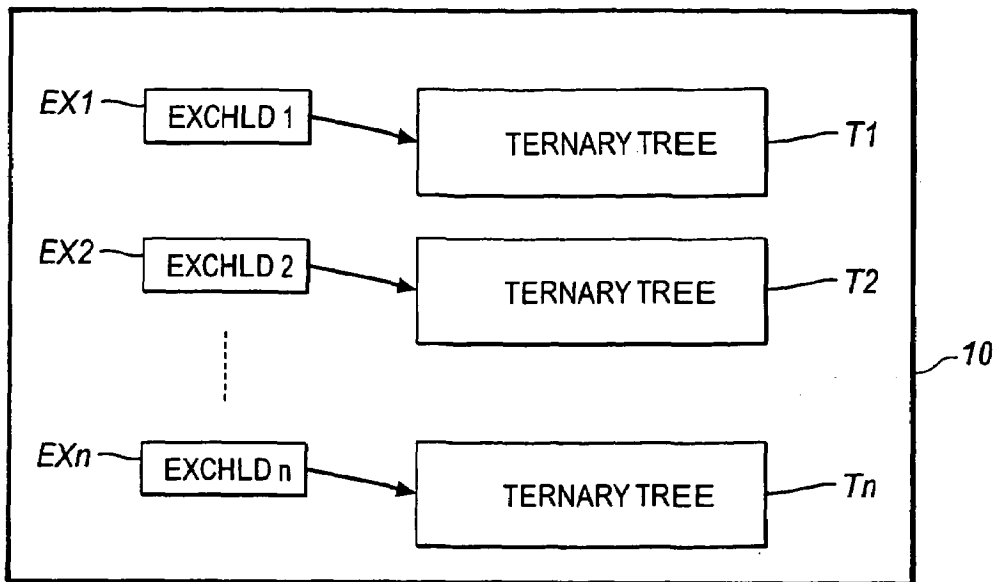 EX1 EXCHLD 1 TERNARY TREE T1
EX2 EXCHLD 2 TERNARY TREE T2
10
EXn EXCHLD n TERNARY TREE Tn